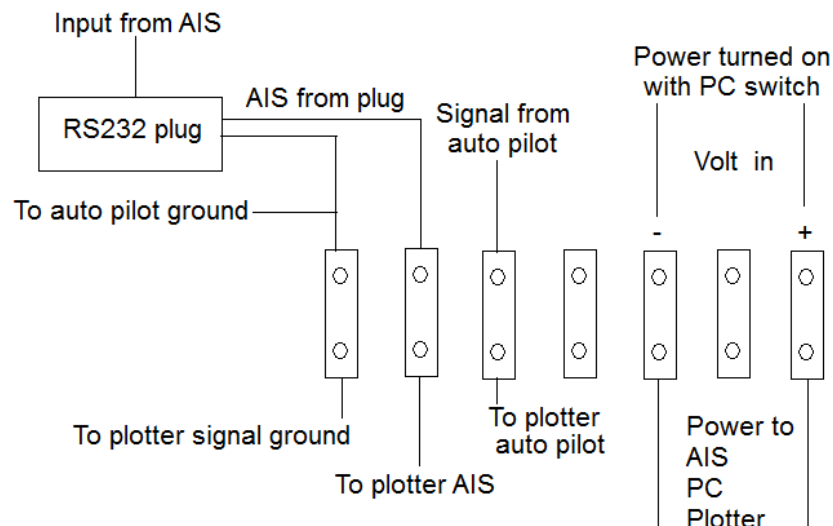 Input from AIS
Power turned on
with PC switch
AIS from plug
Signal from
auto pilot
RS232 plug
Volt in
To auto pilot ground
-
+
To plotter signal ground
To plotter
auto pilot
To plotter AIS
Power to
AIS
PC
Plotter